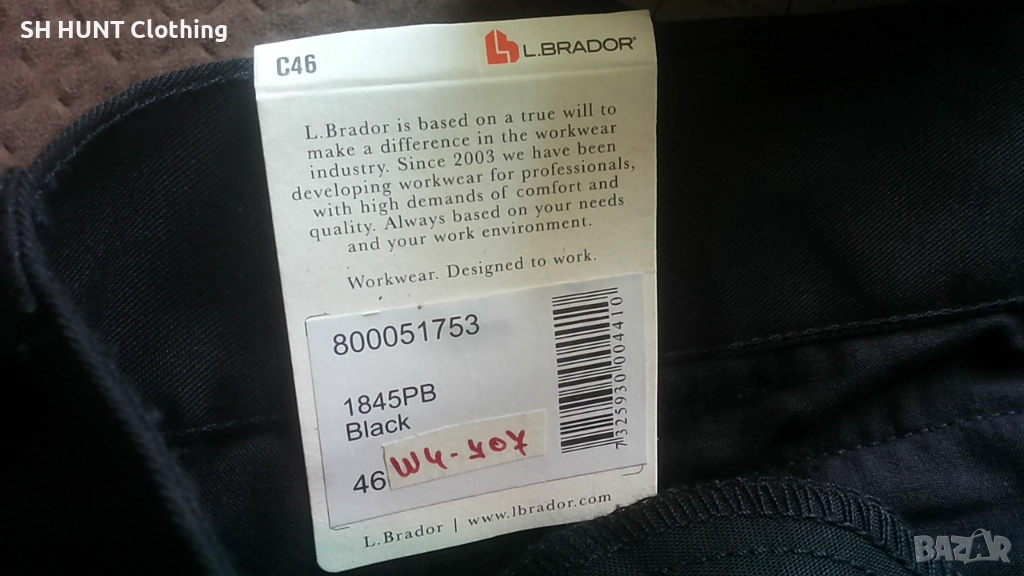 SH HUNT Clothing
C46
L.BRADOR
L.Brador is based on a true will to
make a difference in the workwear
industry. Since 2003 we have been
developing workwear for professionals,
with high demands of comfort and
quality. Always based on your needs
and your work environment.
Workwear. Designed to work.
800051753
1845PB
Black
46
W4-407
7325930004410
L.Brador | www.lbrador.com
BAZAR